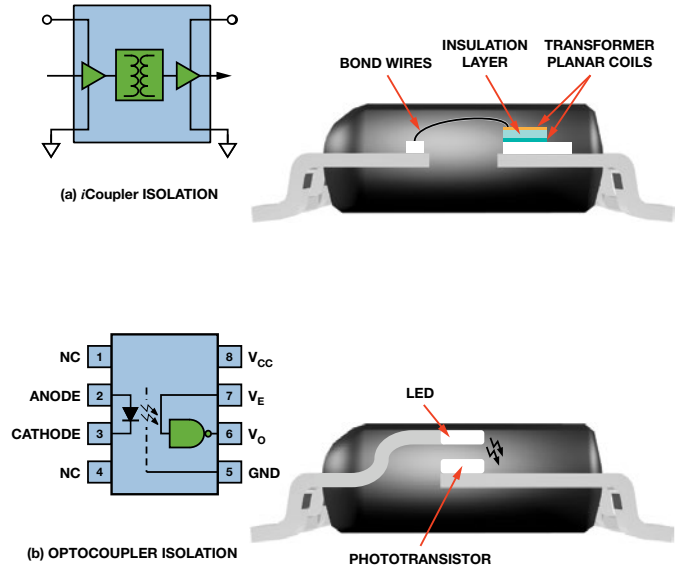 BOND WIRES
INSULATION
LAYER
TRANSFORMER
PLANAR COILS
(a) iCoupler ISOLATION
NC 1
8 VCC
ANODE 2
7 VE
CATHODE 3
6 VO
NC 4
5 GND
LED
PHOTOTRANSISTOR
(b) OPTOCOUPLER ISOLATION